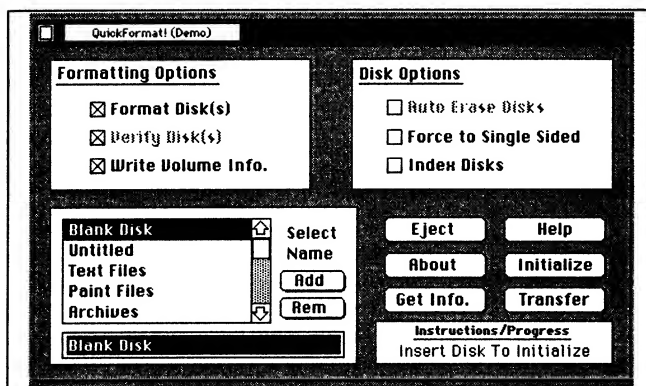 QuickFormat! (Demo)
Formatting Options
Format Disk(s)
Verify Disk(s)
Write Volume Info.
Disk Options
Auto Erase Disks
Force to Single Sided
Index Disks
Blank Disk
Untitled
Text Files
Paint Files
Archives
Blank Disk
Select
Name
Add
Rem
Eject
Help
About
Initialize
Get Info.
Transfer
Instructions/Progress
Insert Disk To Initialize